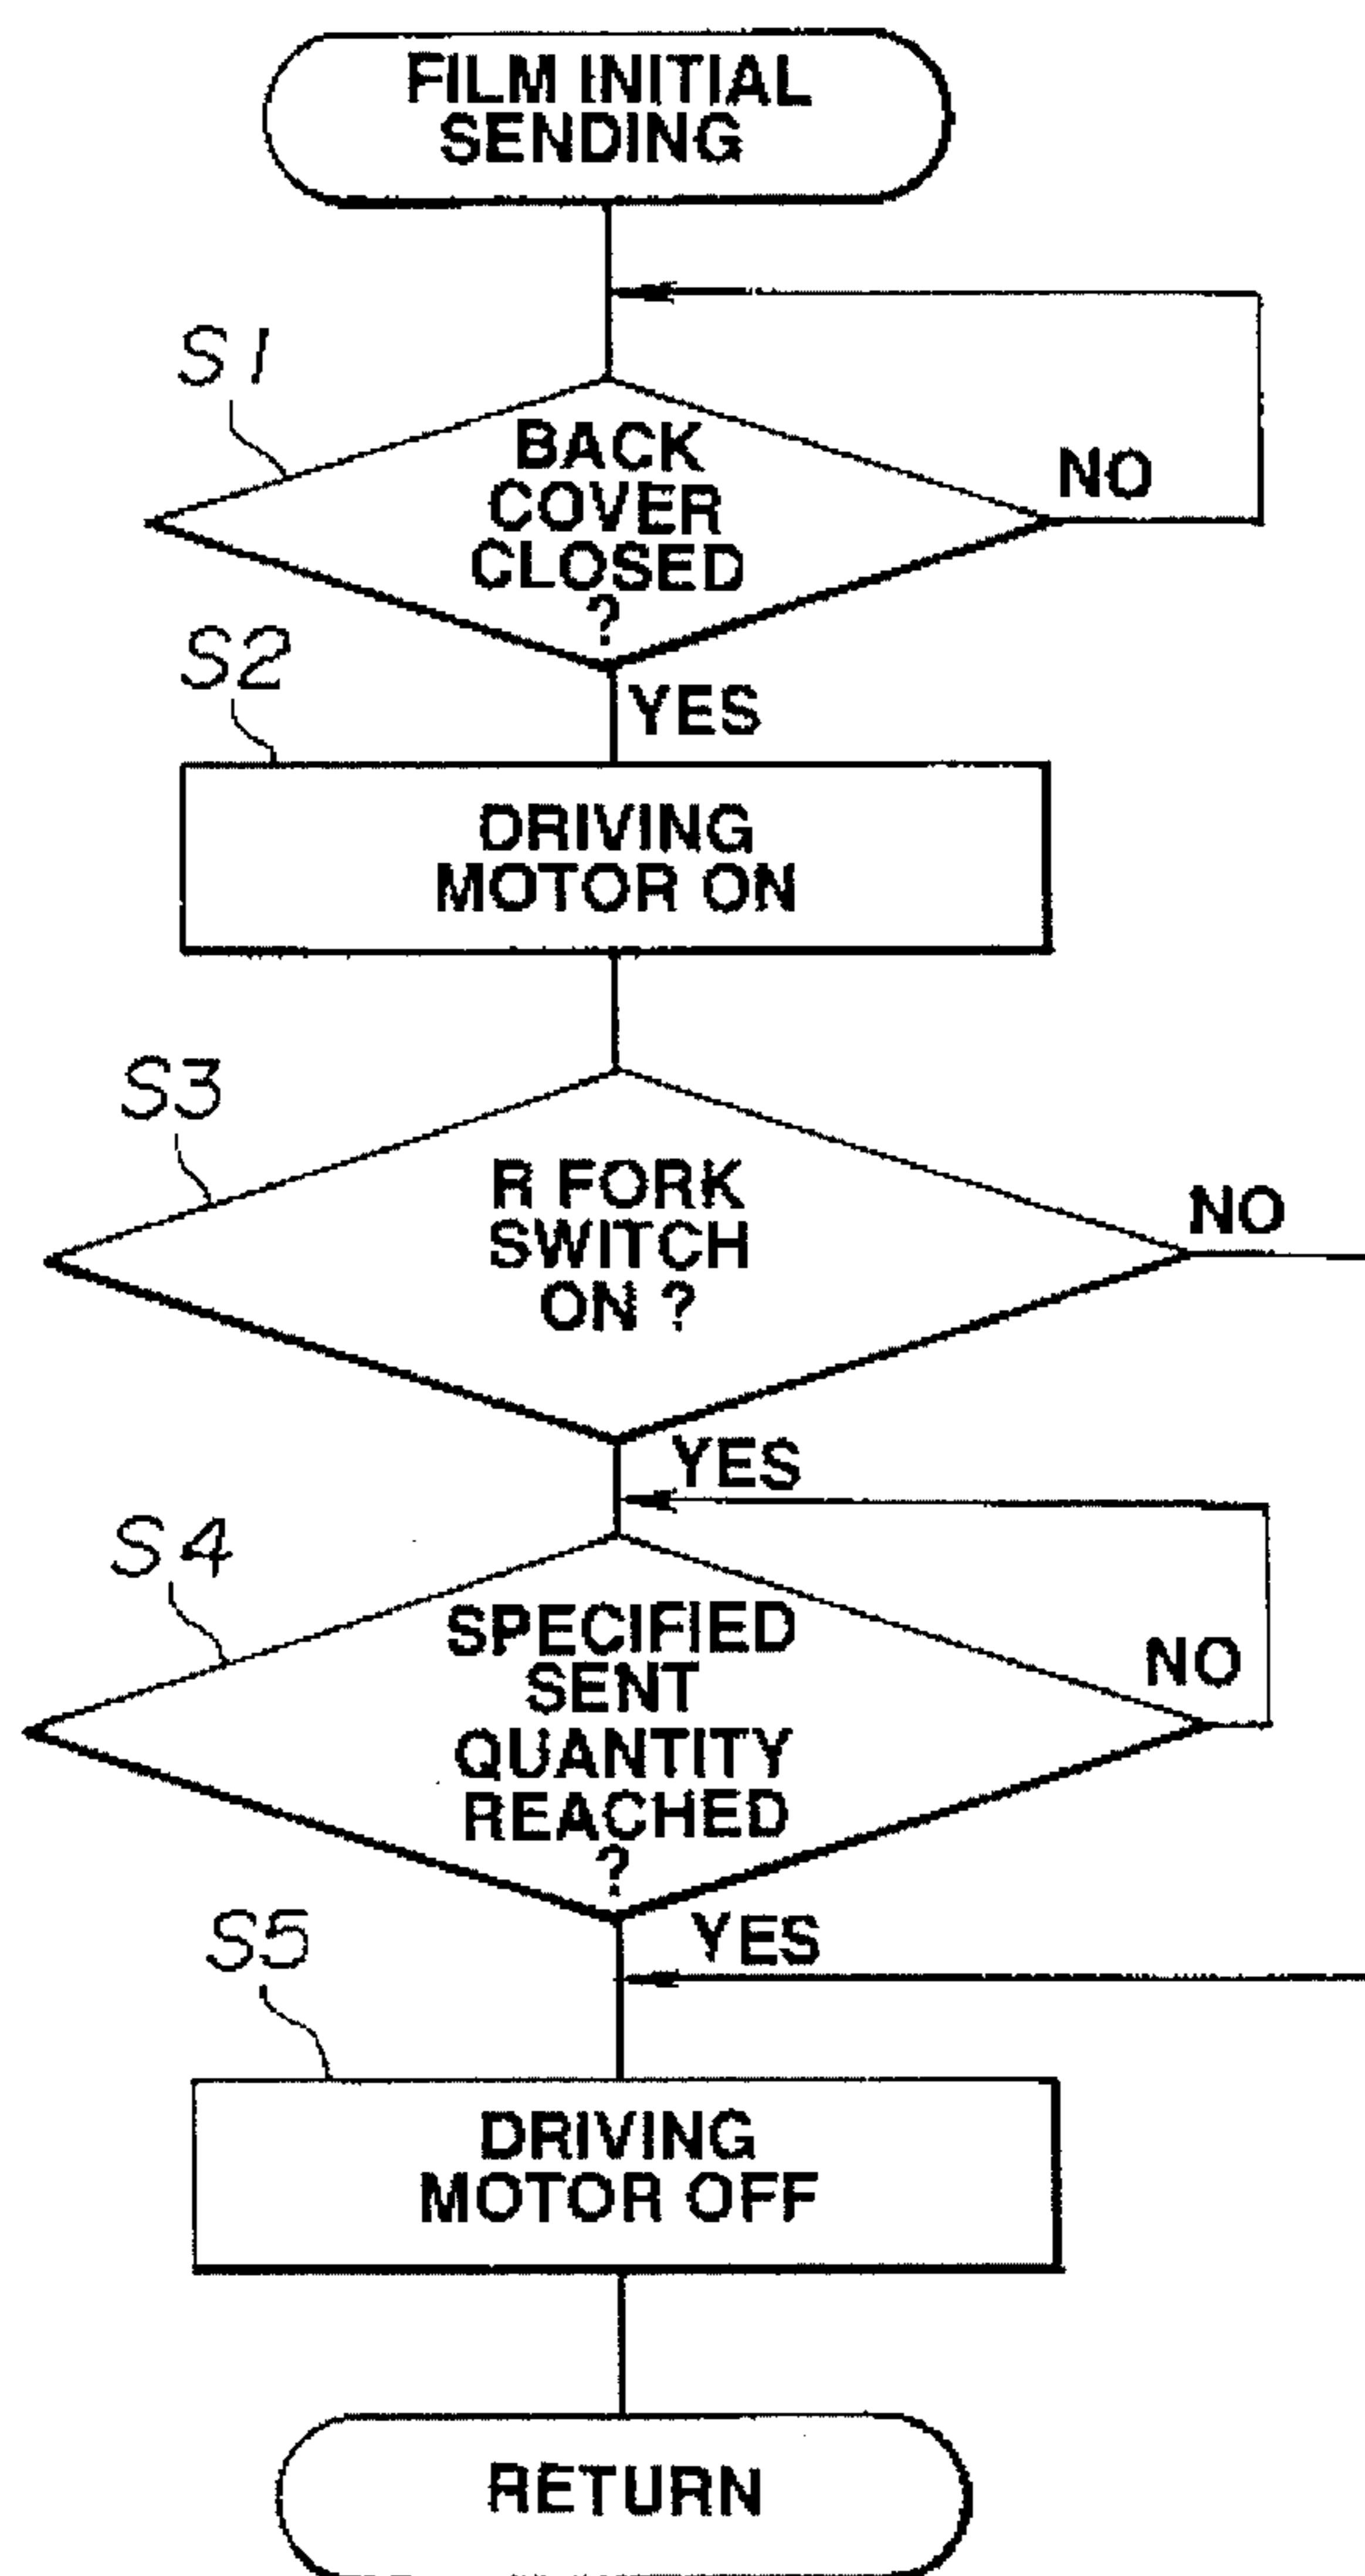 FILM INITIAL
SENDING
S1
BACK
COVER
CLOSED
?
NO
S2
YES
DRIVING
MOTOR ON
S3
R FORK
SWITCH
ON ?
NO
YES
S4
SPECIFIED
SENT
QUANTITY
REACHED
?
NO
S5
YES
DRIVING
MOTOR OFF
RETURN